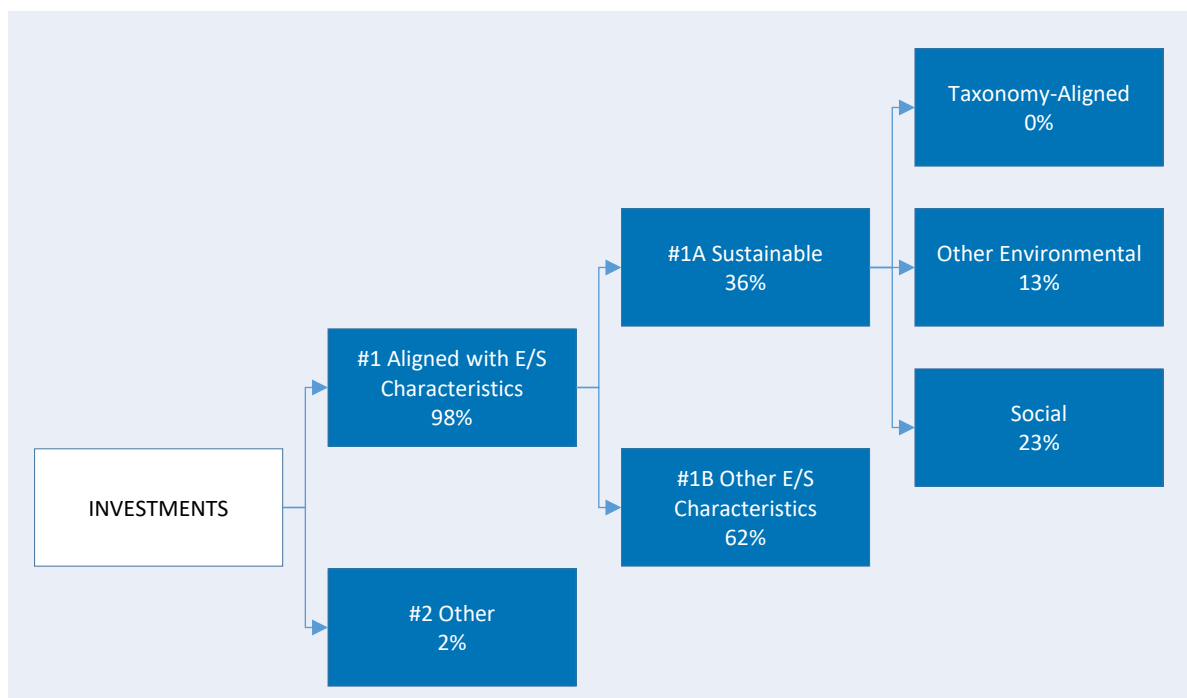 INVESTMENTS
#1 Aligned with E/S
Characteristics
98%
#2 Other
2%
#1A Sustainable
36%
#1B Other E/S
Characteristics
62%
Taxonomy-Aligned
0%
Other Environmental
13%
Social
23%